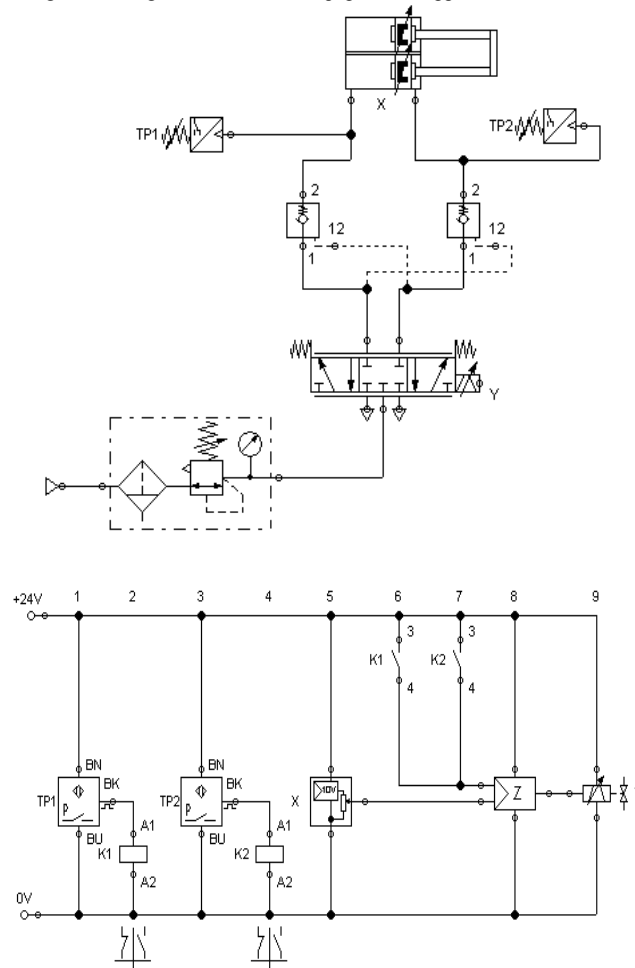 X
TP1
TP2
2
2
12
12
1
1
Y
1 2 3 4 5 6 7 8 9
+24V
3 3
K1 K2
4 4
BN BN
BK BK
10V
TP1 TP2 X Z
p p
A1 A1
BU BU
K1 K2
A2 A2
0V